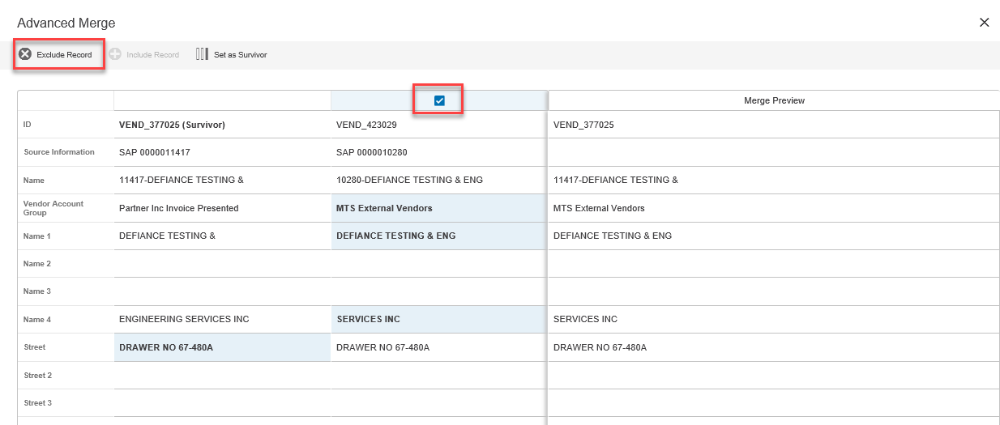 Advanced Merge
Exclude Record Include Record Set as Survivor
Merge Preview
ID VEND_377025 (Survivor) VEND_423029 VEND_377025
Source Information SAP 0000011417 SAP 0000010280
Name 11417-DEFIANCE TESTING & 10280-DEFIANCE TESTING & ENG 11417-DEFIANCE TESTING &
Vendor Account
Group Partner Inc Invoice Presented MTS External Vendors MTS External Vendors
Name 1 DEFIANCE TESTING & DEFIANCE TESTING & ENG DEFIANCE TESTING & ENG
Name 2
Name 3
Name 4 ENGINEERING SERVICES INC SERVICES INC SERVICES INC
Street DRAWER NO 67-480A DRAWER NO 67-480A DRAWER NO 67-480A
Street 2
Street 3